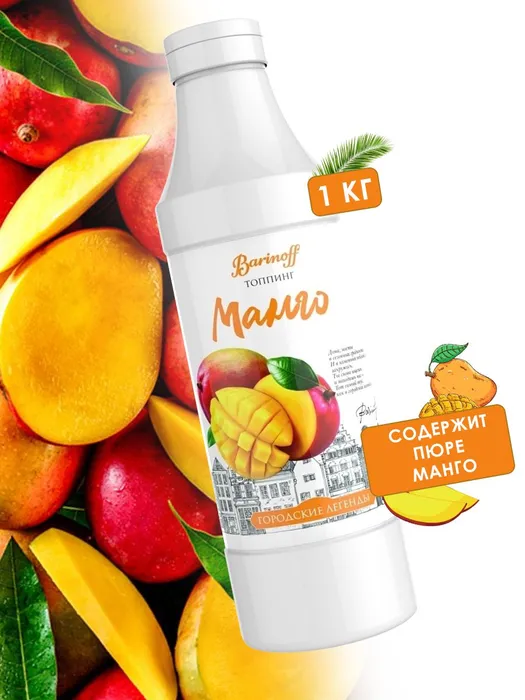 1 КГ
Barinoff
ТОППИНГ
Манго
СОДЕРЖИТ
ПЮРЕ
МАНГО
ГОРОДСКИЕ ЛЕГЕНДЫ